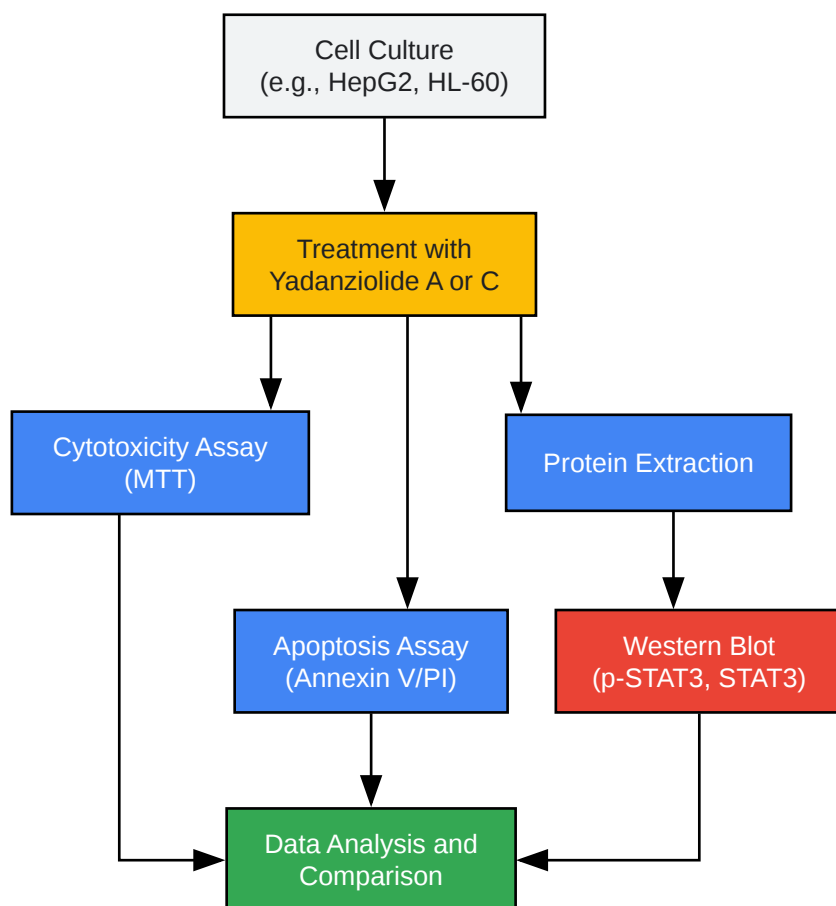 Cell Culture
(e.g., HepG2, HL-60)
Treatment with
Yadanziolide A or C
Cytotoxicity Assay
(MTT)
Protein Extraction
Apoptosis Assay
(Annexin V/PI)
Western Blot
(p-STAT3, STAT3)
Data Analysis and
Comparison